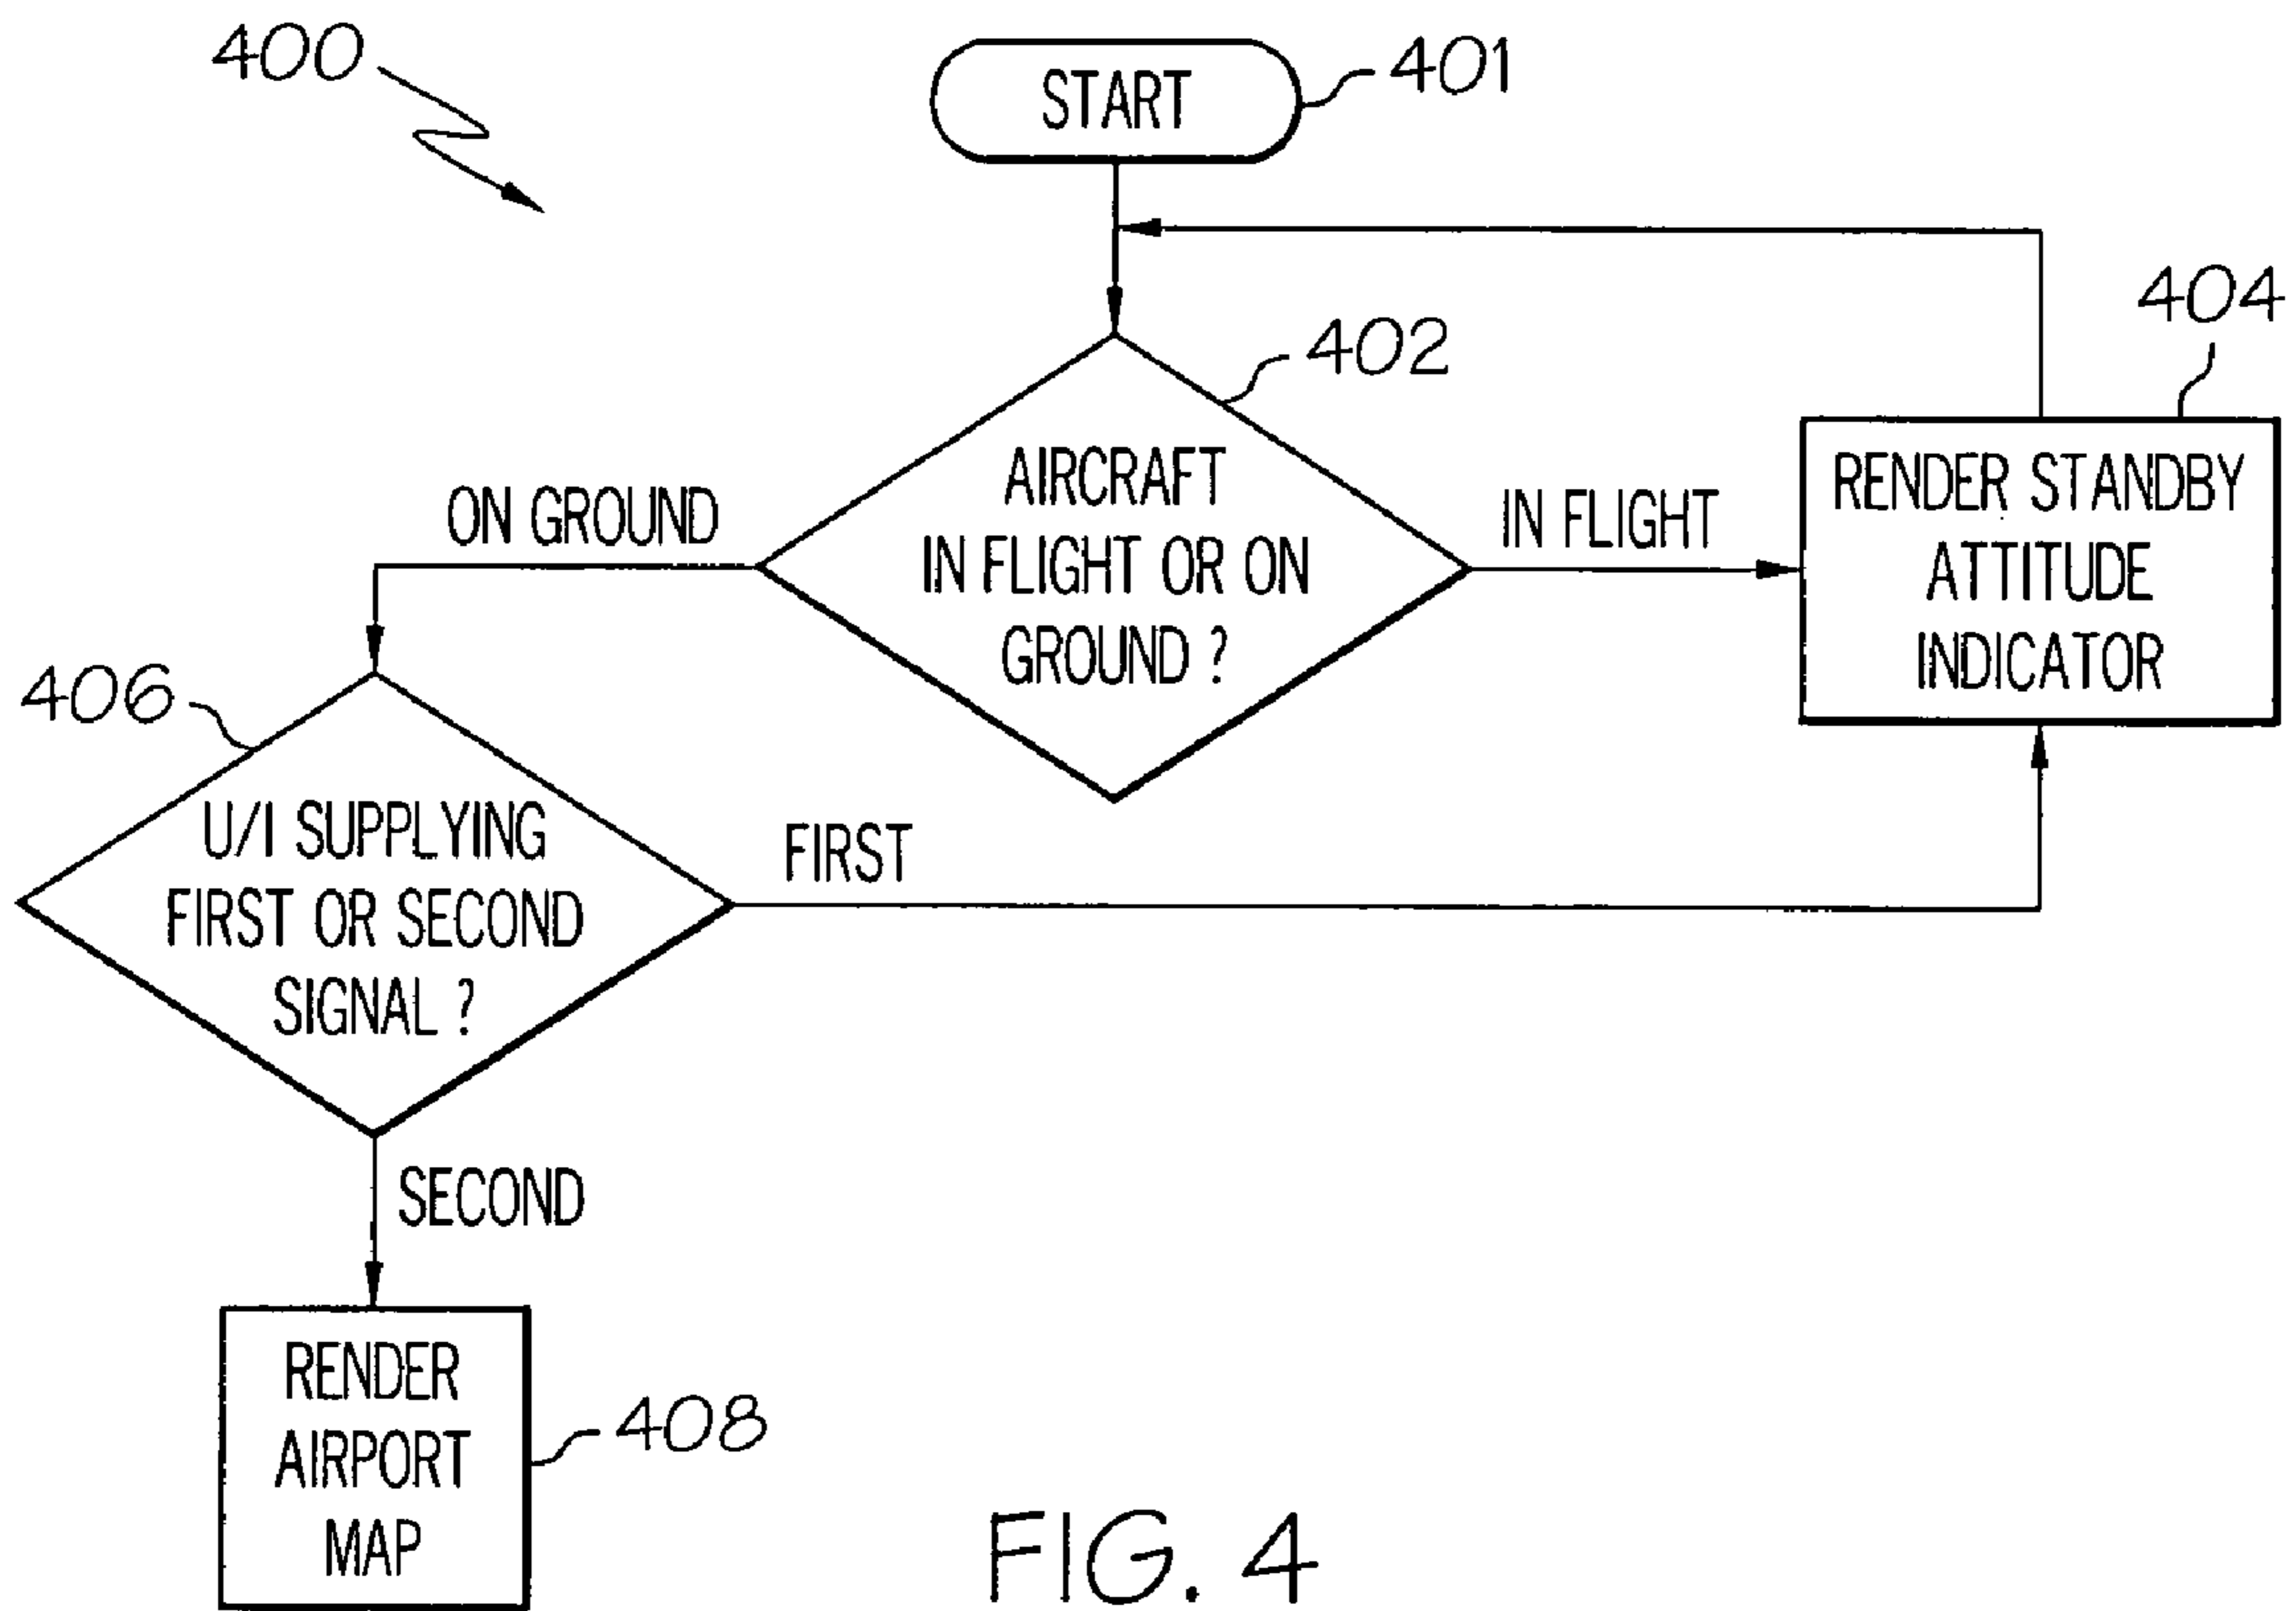 400
START
401
402
404
AIRCRAFT
IN FLIGHT OR ON
GROUND ?
ON GROUND
IN FLIGHT
RENDER STANDBY
ATTITUDE
INDICATOR
406
U/I SUPPLYING
FIRST OR SECOND
SIGNAL ?
FIRST
SECOND
RENDER
AIRPORT
MAP
408
FIG. 4